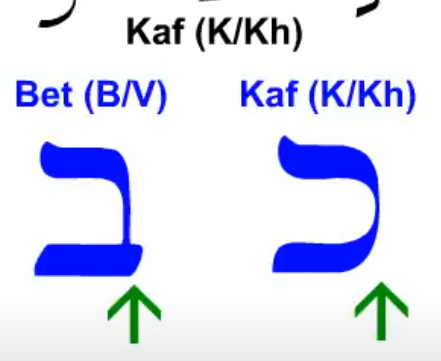 Kaf (K/Kh)
Bet (B/V) Kaf (K/Kh)
ב כ